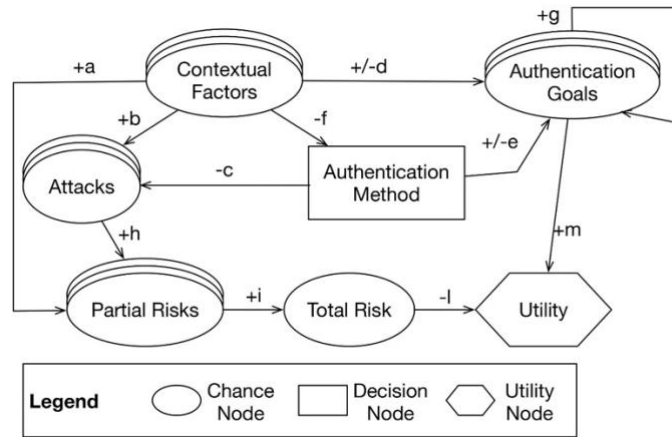 +g
+a
Contextual
Factors
+/-d
Authentication
Goals
+b
-f
+/-e
Attacks
-c
Authentication
Method
+h
+m
Partial Risks
+i
Total Risk
-l
Utility
Legend
Chance
Node
Decision
Node
Utility
Node